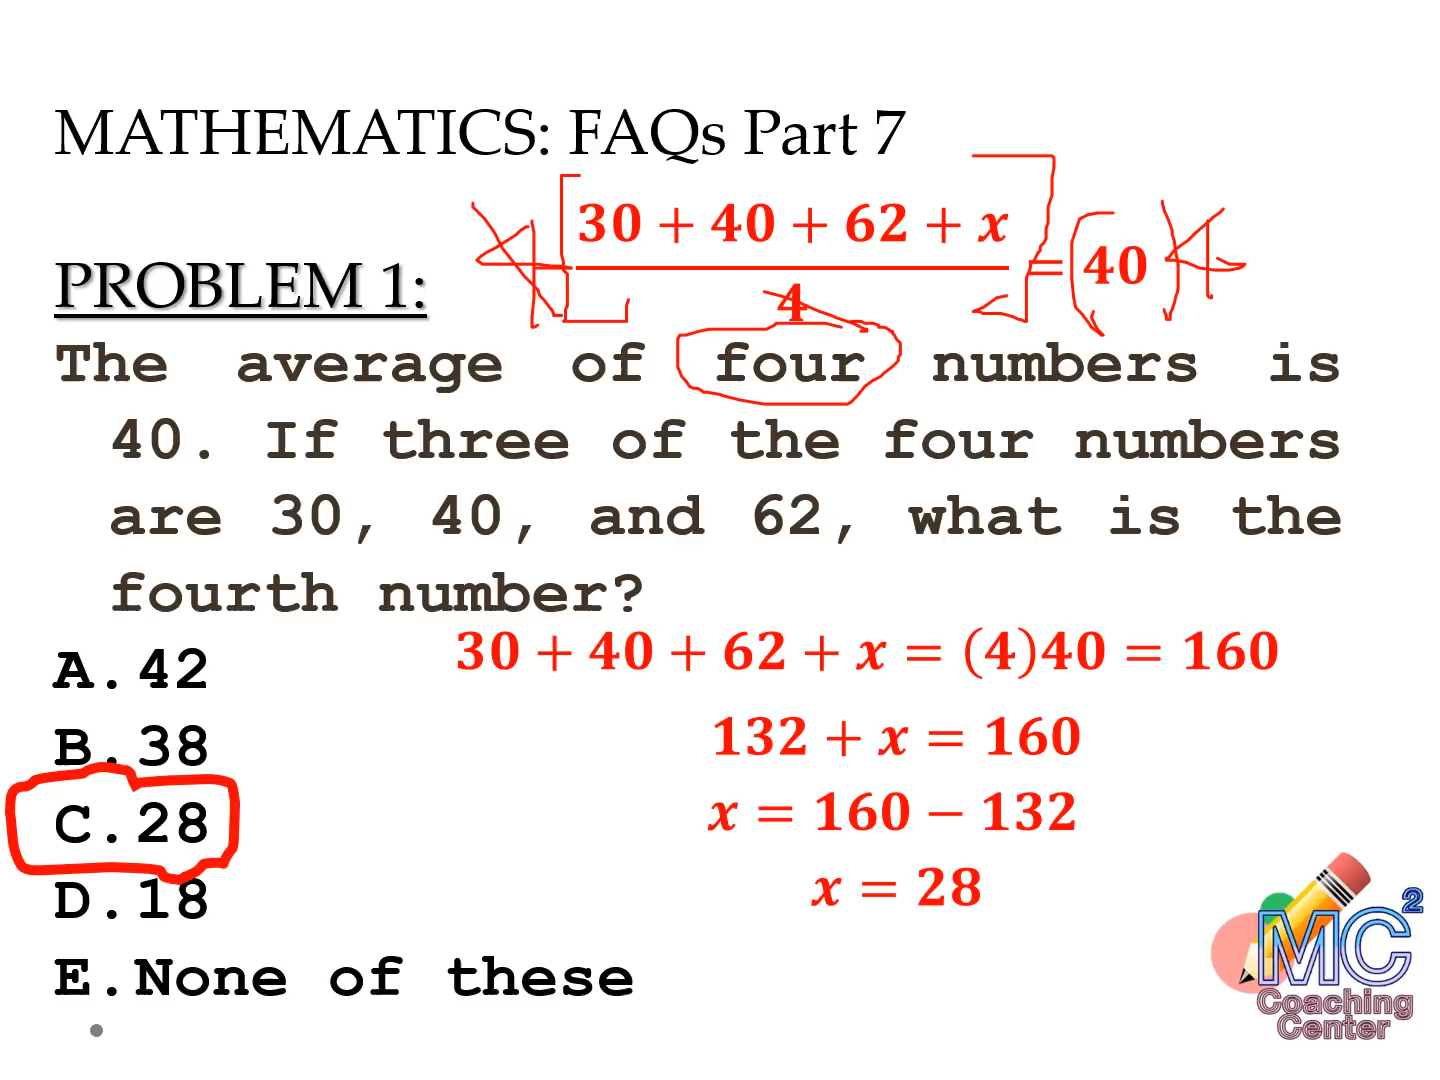 MATHEMATICS: FAQs Part 7
30 + 40 + 62 + x
4 = 40 4
4
PROBLEM 1:
The average of four numbers is
40. If three of the four numbers
are 30, 40, and 62, what is the
fourth number?
30 + 40 + 62 + x = (4)40 = 160
A.42
132 + x = 160
B.38
x = 160 − 132
C.28
x = 28
D.18
E.None of these
MC²
Coaching
Center